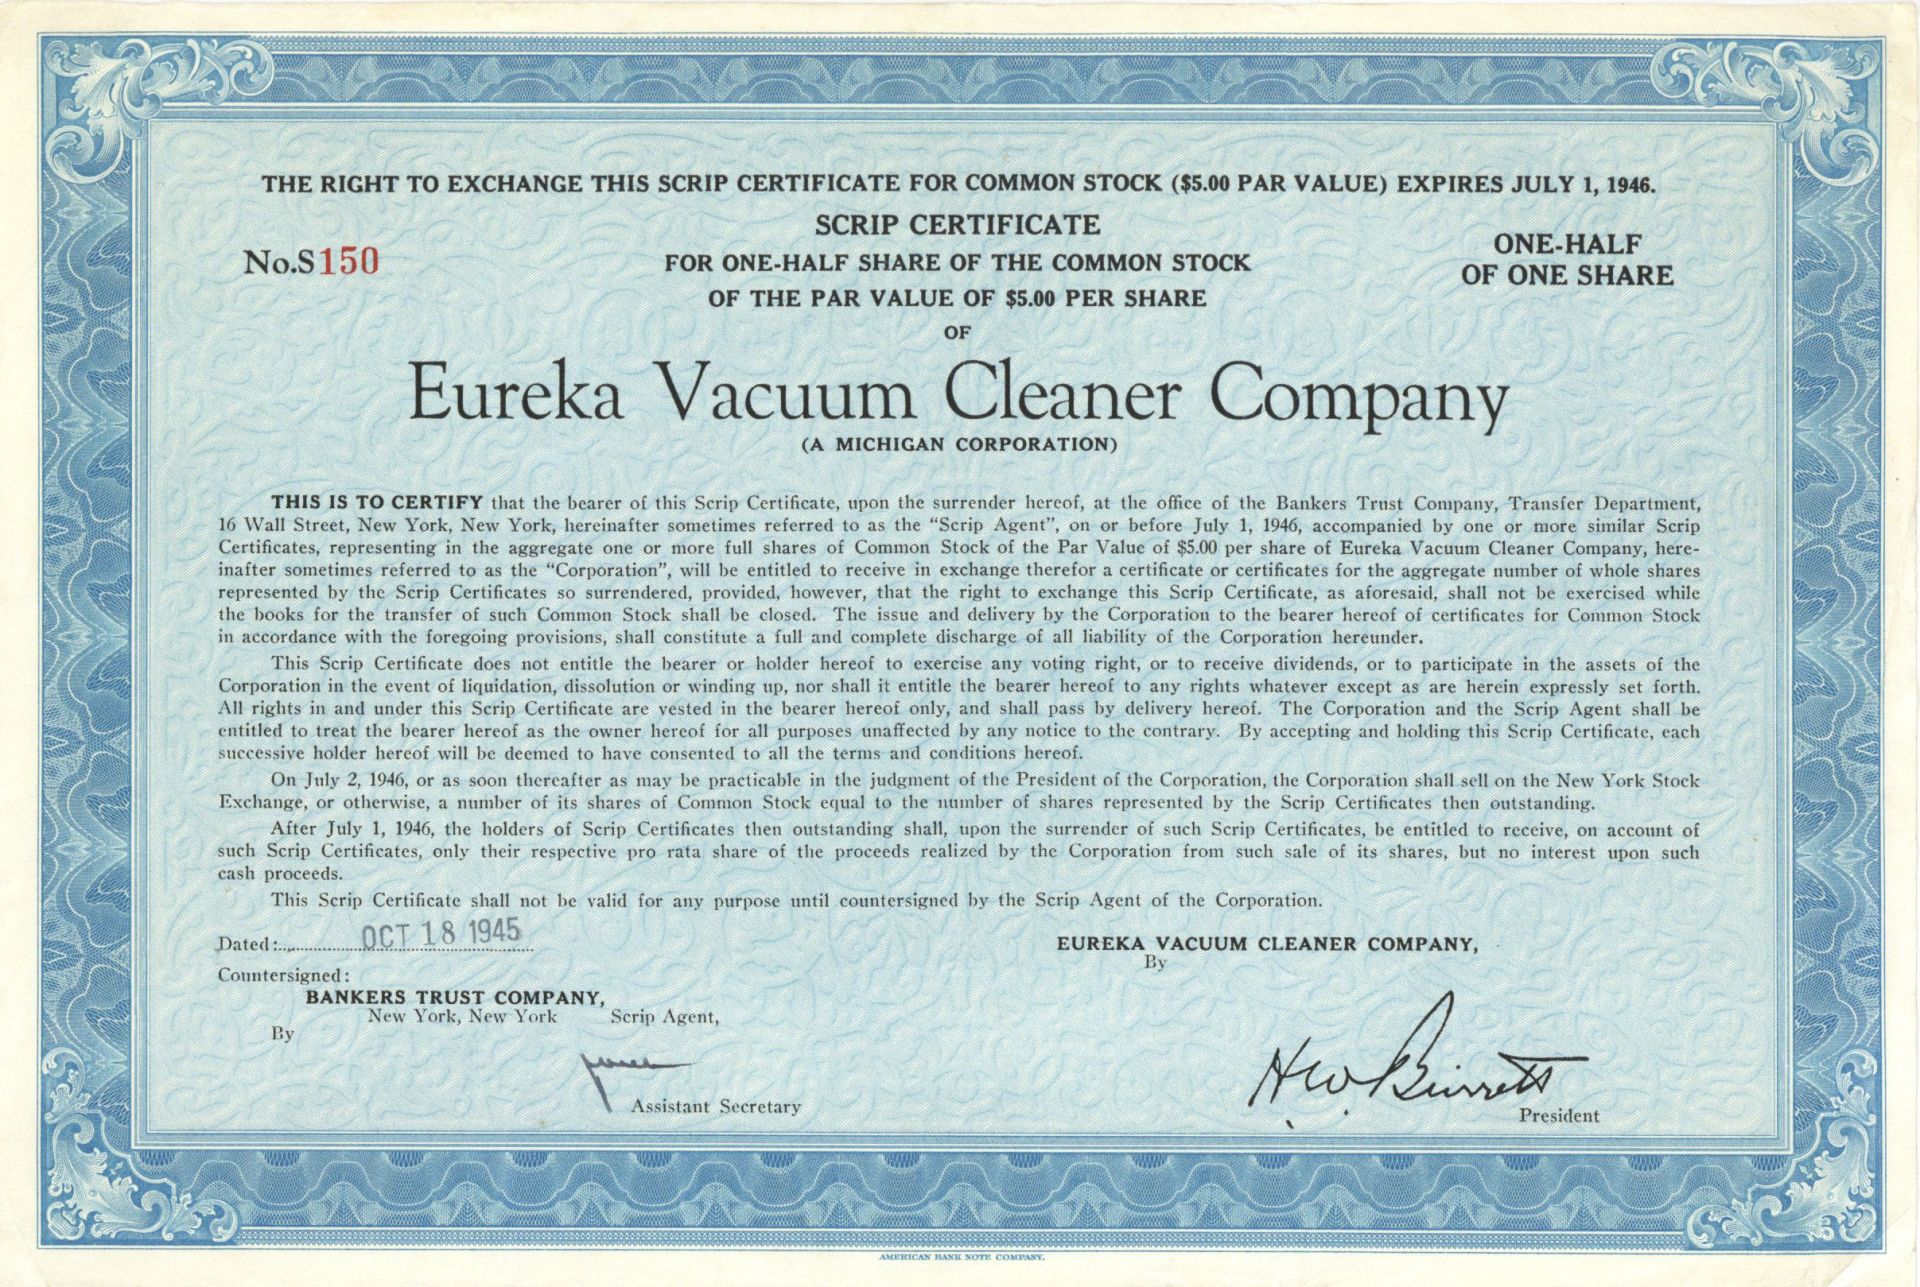 THE RIGHT TO EXCHANGE THIS SCRIP CERTIFICATE FOR COMMON STOCK ($5.00 PAR VALUE) EXPIRES JULY 1, 1946.
SCRIP CERTIFICATE
No.S150
FOR ONE-HALF SHARE OF THE COMMON STOCK
OF THE PAR VALUE OF $5.00 PER SHARE
ONE-HALF
OF ONE SHARE
OF
Eureka Vacuum Cleaner Company
(A MICHIGAN CORPORATION)
THIS IS TO CERTIFY that the bearer of this Scrip Certificate, upon the surrender hereof, at the office of the Bankers Trust Company, Transfer Department,
16 Wall Street, New York, New York, hereinafter sometimes referred to as the “Scrip Agent”, on or before July 1, 1946, accompanied by one or more similar Scrip
Certificates, representing in the aggregate one or more full shares of Common Stock of the Par Value of $5.00 per share of Eureka Vacuum Cleaner Company, here-
inafter sometimes referred to as the “Corporation”, will be entitled to receive in exchange therefor a certificate or certificates for the aggregate number of whole shares
represented by the Scrip Certificates so surrendered, provided, however, that the right to exchange this Scrip Certificate, as aforesaid, shall not be exercised while
the books for the transfer of such Common Stock shall be closed. The issue and delivery by the Corporation to the bearer hereof of certificates for Common Stock
in accordance with the foregoing provisions, shall constitute a full and complete discharge of all liability of the Corporation hereunder.
This Scrip Certificate does not entitle the bearer or holder hereof to exercise any voting right, or to receive dividends, or to participate in the assets of the
Corporation in the event of liquidation, dissolution or winding up, nor shall it entitle the bearer hereof to any rights whatever except as are herein expressly set forth.
All rights in and under this Scrip Certificate are vested in the bearer hereof only, and shall pass by delivery hereof. The Corporation and the Scrip Agent shall be
entitled to treat the bearer hereof as the owner hereof for all purposes unaffected by any notice to the contrary. By accepting and holding this Scrip Certificate, each
successive holder hereof will be deemed to have consented to all the terms and conditions hereof.
On July 2, 1946, or as soon thereafter as may be practicable in the judgment of the President of the Corporation, the Corporation shall sell on the New York Stock
Exchange, or otherwise, a number of its shares of Common Stock equal to the number of shares represented by the Scrip Certificates then outstanding.
After July 1, 1946, the holders of Scrip Certificates then outstanding shall, upon the surrender of such Scrip Certificates, be entitled to receive, on account of
such Scrip Certificates, only their respective pro rata share of the proceeds realized by the Corporation from such sale of its shares, but no interest upon such
cash proceeds.
This Scrip Certificate shall not be valid for any purpose until countersigned by the Scrip Agent of the Corporation.
Dated: OCT 18 1945
Countersigned:
BANKERS TRUST COMPANY,
New York, New York Scrip Agent,
By
Assistant Secretary
EUREKA VACUUM CLEANER COMPANY,
By
H W Burritt
President
AMERICAN BANK NOTE COMPANY.